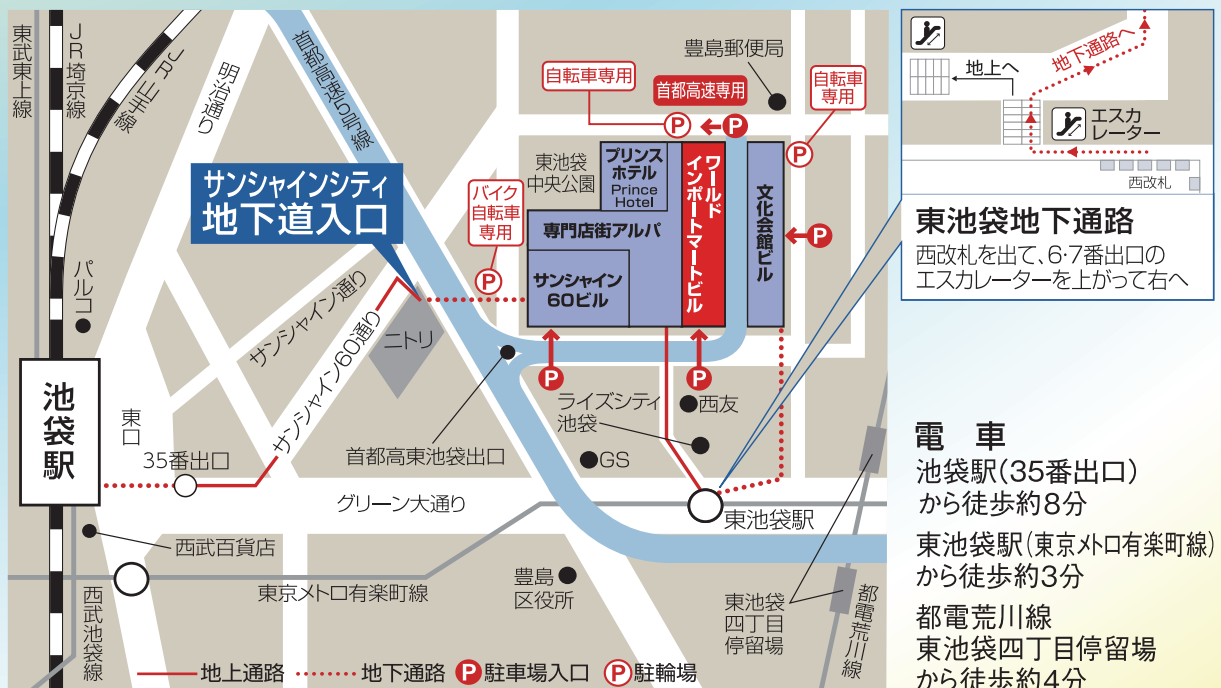 東武東上線
JR埼京線
JR山手線
明治通り
首都高速5号線
豊島郵便局
自転車専用
首都高速専用
自転車
専用
P
P
P
東池袋
中央公園
プリンス
ホテル
Prince
Hotel
ワールド
インポートマートビル
文化会館ビル
P
サンシャインシティ
地下道入口
バイク
自転車
専用
P
専門店街アルパ
サンシャイン
60ビル
パルコ
サンシャイン通り
サンシャイン60通り
ニトリ
P
P
池袋駅
東口
35番出口
首都高東池袋出口
ライズシティ
池袋
西友
GS
グリーン大通り
東池袋駅
西武百貨店
東京メトロ有楽町線
豊島
区役所
東池袋
四丁目
停留場
都電荒川線
西武池袋線
地上通路
地下通路
P駐車場入口
P駐輪場
地上へ
地下通路へ
エスカ
レーター
西改札
東池袋地下通路
西改札を出て、6・7番出口の
エスカレーターを上がって右へ
電 車
池袋駅(35番出口)
から徒歩約8分
東池袋駅(東京メトロ有楽町線)
から徒歩約3分
都電荒川線
東池袋四丁目停留場
から徒歩約4分